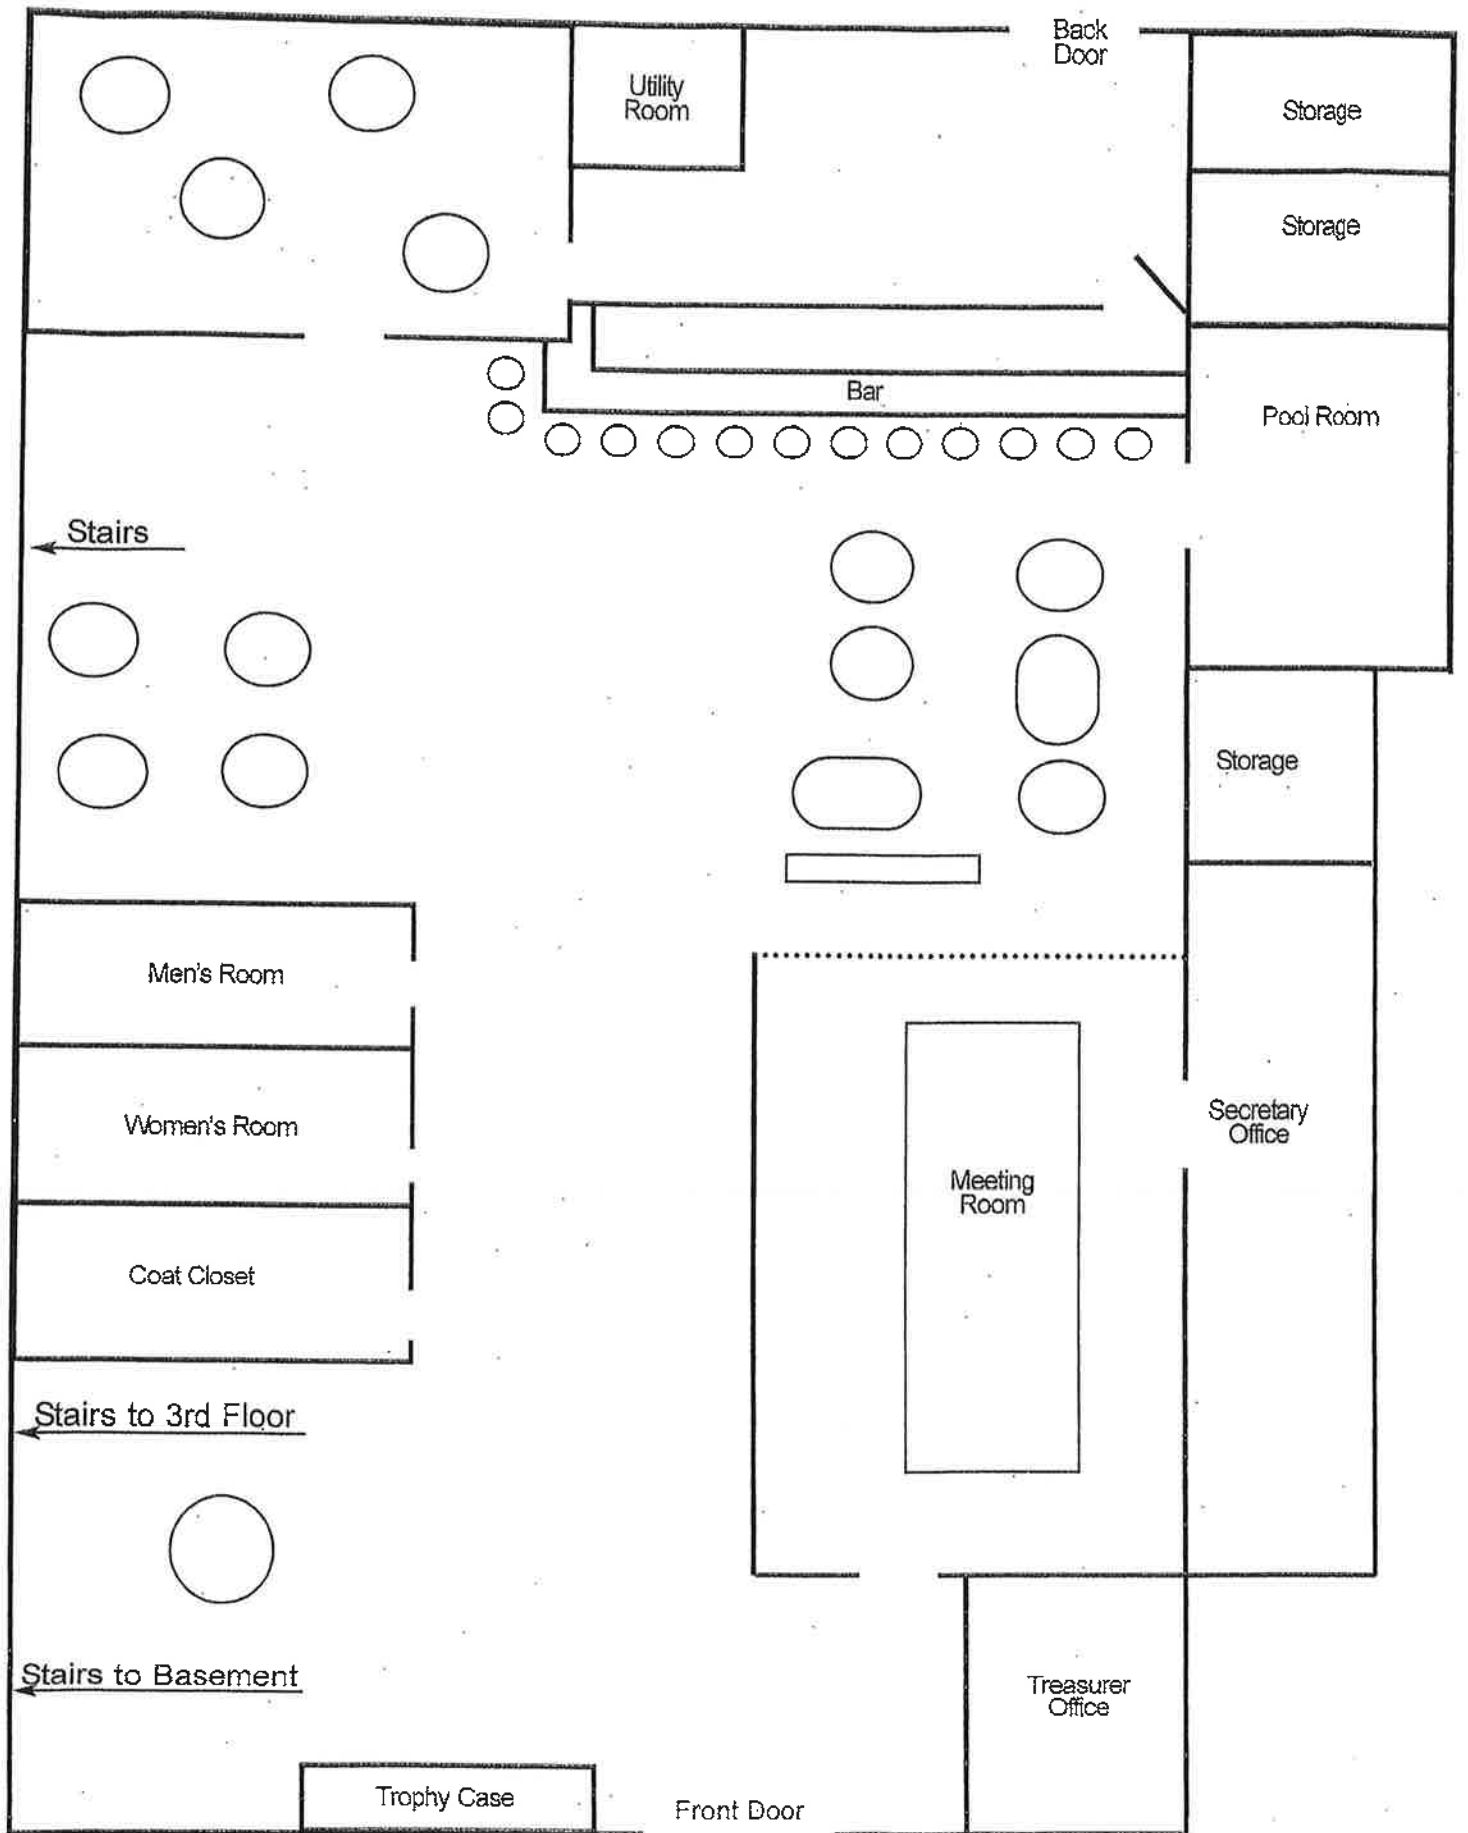 Back
Door
Utility
Room
Storage
Storage
Bar
Pool Room
Stairs
Storage
Men's Room
Women's Room
Secretary
Office
Meeting
Room
Coat Closet
Stairs to 3rd Floor
Stairs to Basement
Treasurer
Office
Trophy Case
Front Door